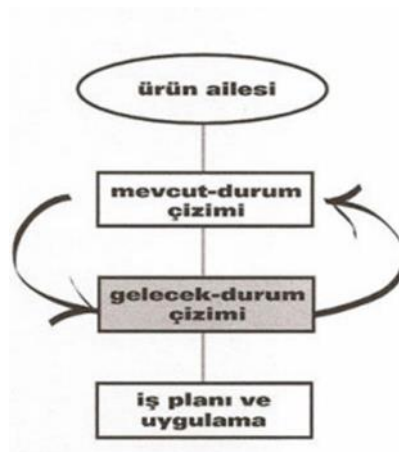 ürün ailesi
mevcut-durum
çizimi
gelecek-durum
çizimi
iş planı ve
uygulama